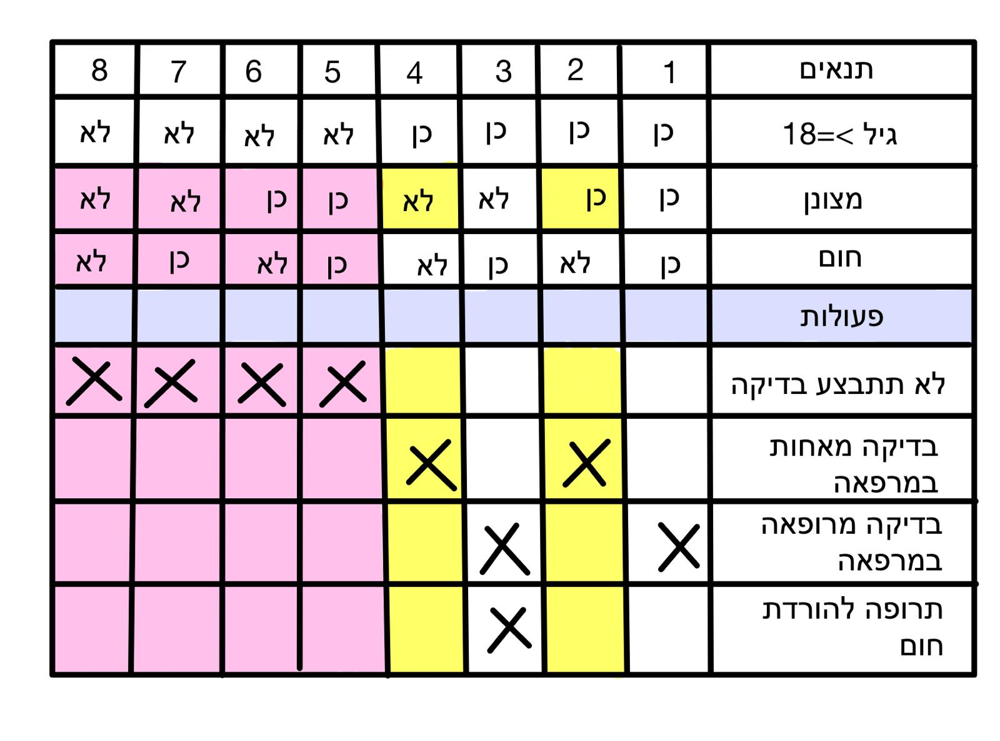 תנאים 1 2 3 4 5 6 7 8
גיל >=18 כן כן כן כן לא לא לא לא
מצונן כן כן לא לא כן כן לא לא
חום כן לא כן לא כן לא כן לא
פעולות
לא תתבצע בדיקה X X X X
בדיקה מאחות
במרפאה X X
בדיקה מרופאה
במרפאה X X
תרופה להורדת
חום X